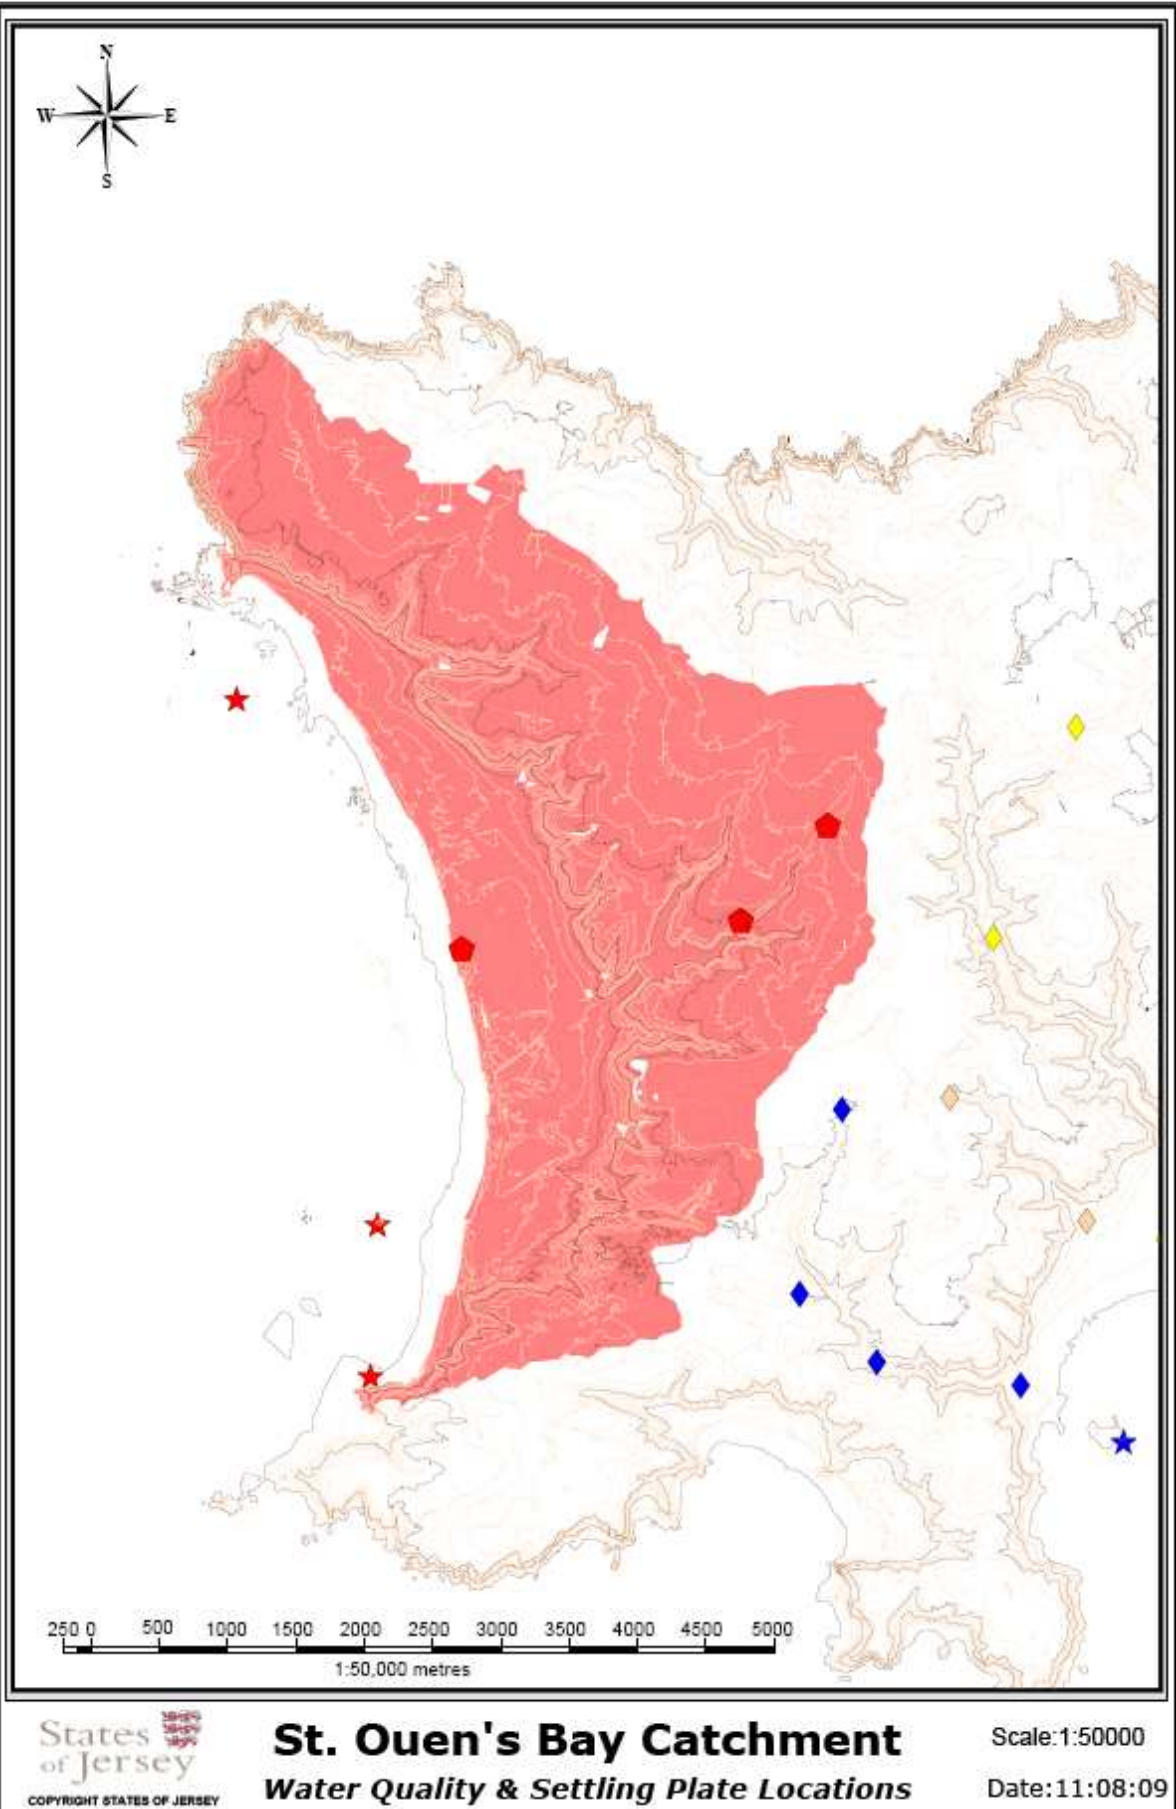 N
W E
S
250 0 500 1000 1500 2000 2500 3000 3500 4000 4500 5000
1:50,000 metres
States
of Jersey
COPYRIGHT STATES OF JERSEY
St. Ouen's Bay Catchment
Water Quality & Settling Plate Locations
Scale:1:50000
Date:11:08:09